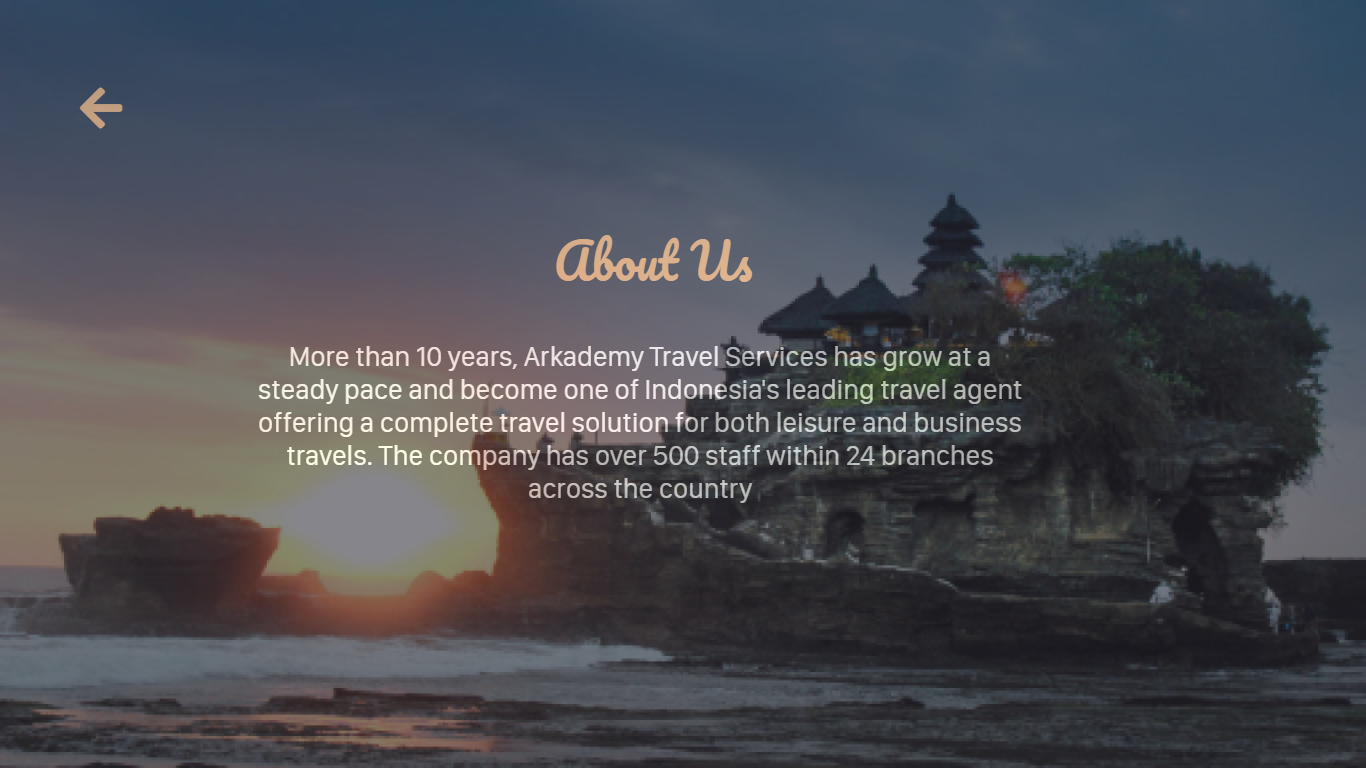 About Us
More than 10 years, Arkademy Travel Services has grow at a
steady pace and become one of Indonesia's leading travel agent
offering a complete travel solution for both leisure and business
travels. The company has over 500 staff within 24 branches
across the country